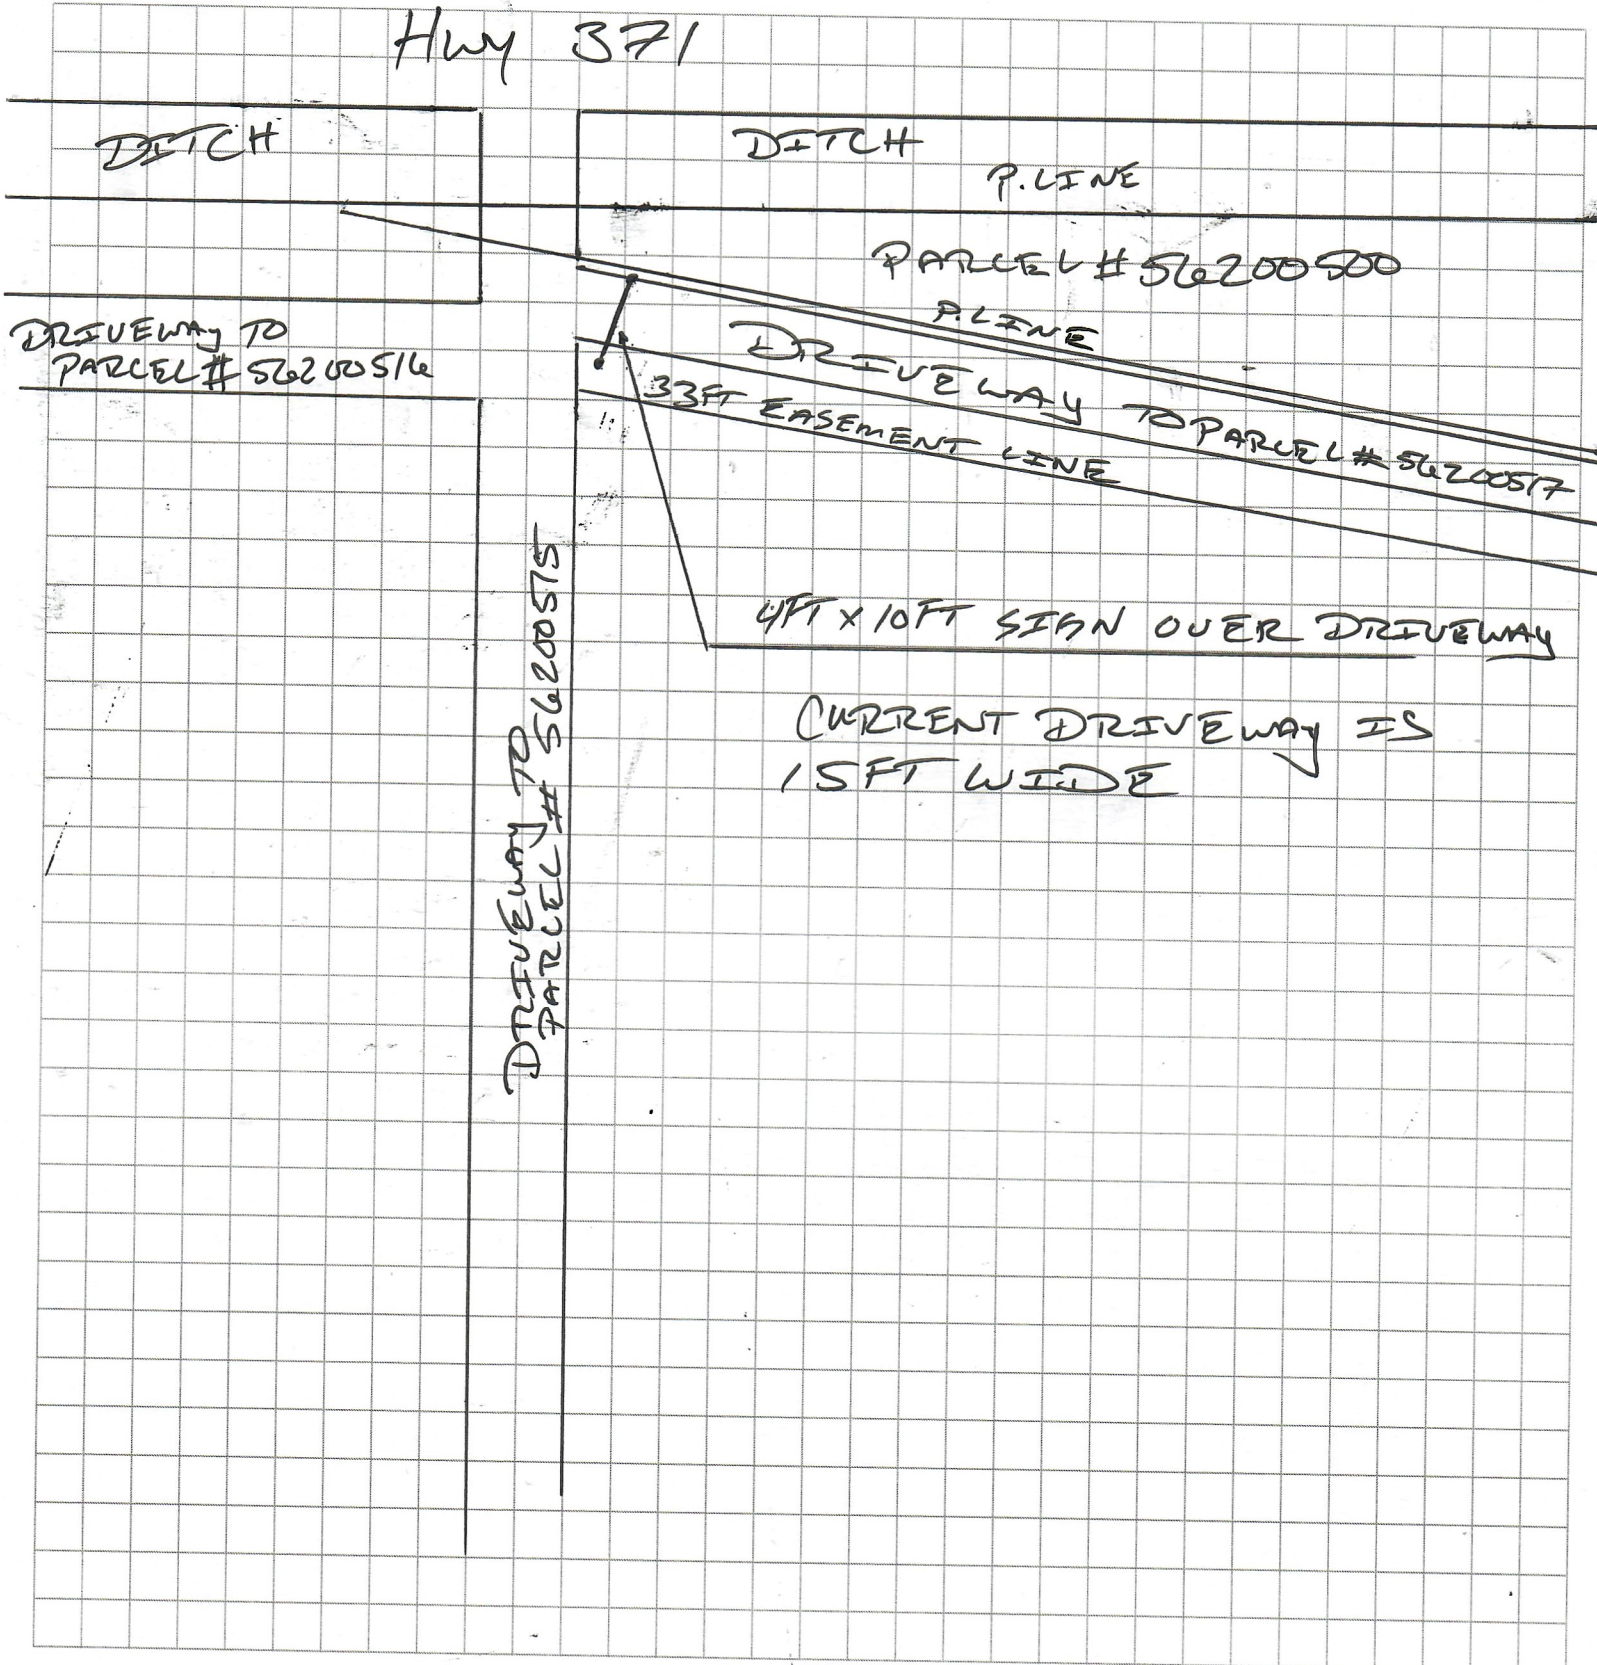 Hwy 371
DITCH
DITCH
P.LINE
PARCEL # 56200500
P.LINE
DRIVEWAY TO
PARCEL # 56200516
DRIVEWAY TO PARCEL # 56200517
33FT EASEMENT LINE
4FT X 10FT SIGN OVER DRIVEWAY
CURRENT DRIVEWAY IS
15FT WIDE
DRIVEWAY TO
PARCEL # 56200515